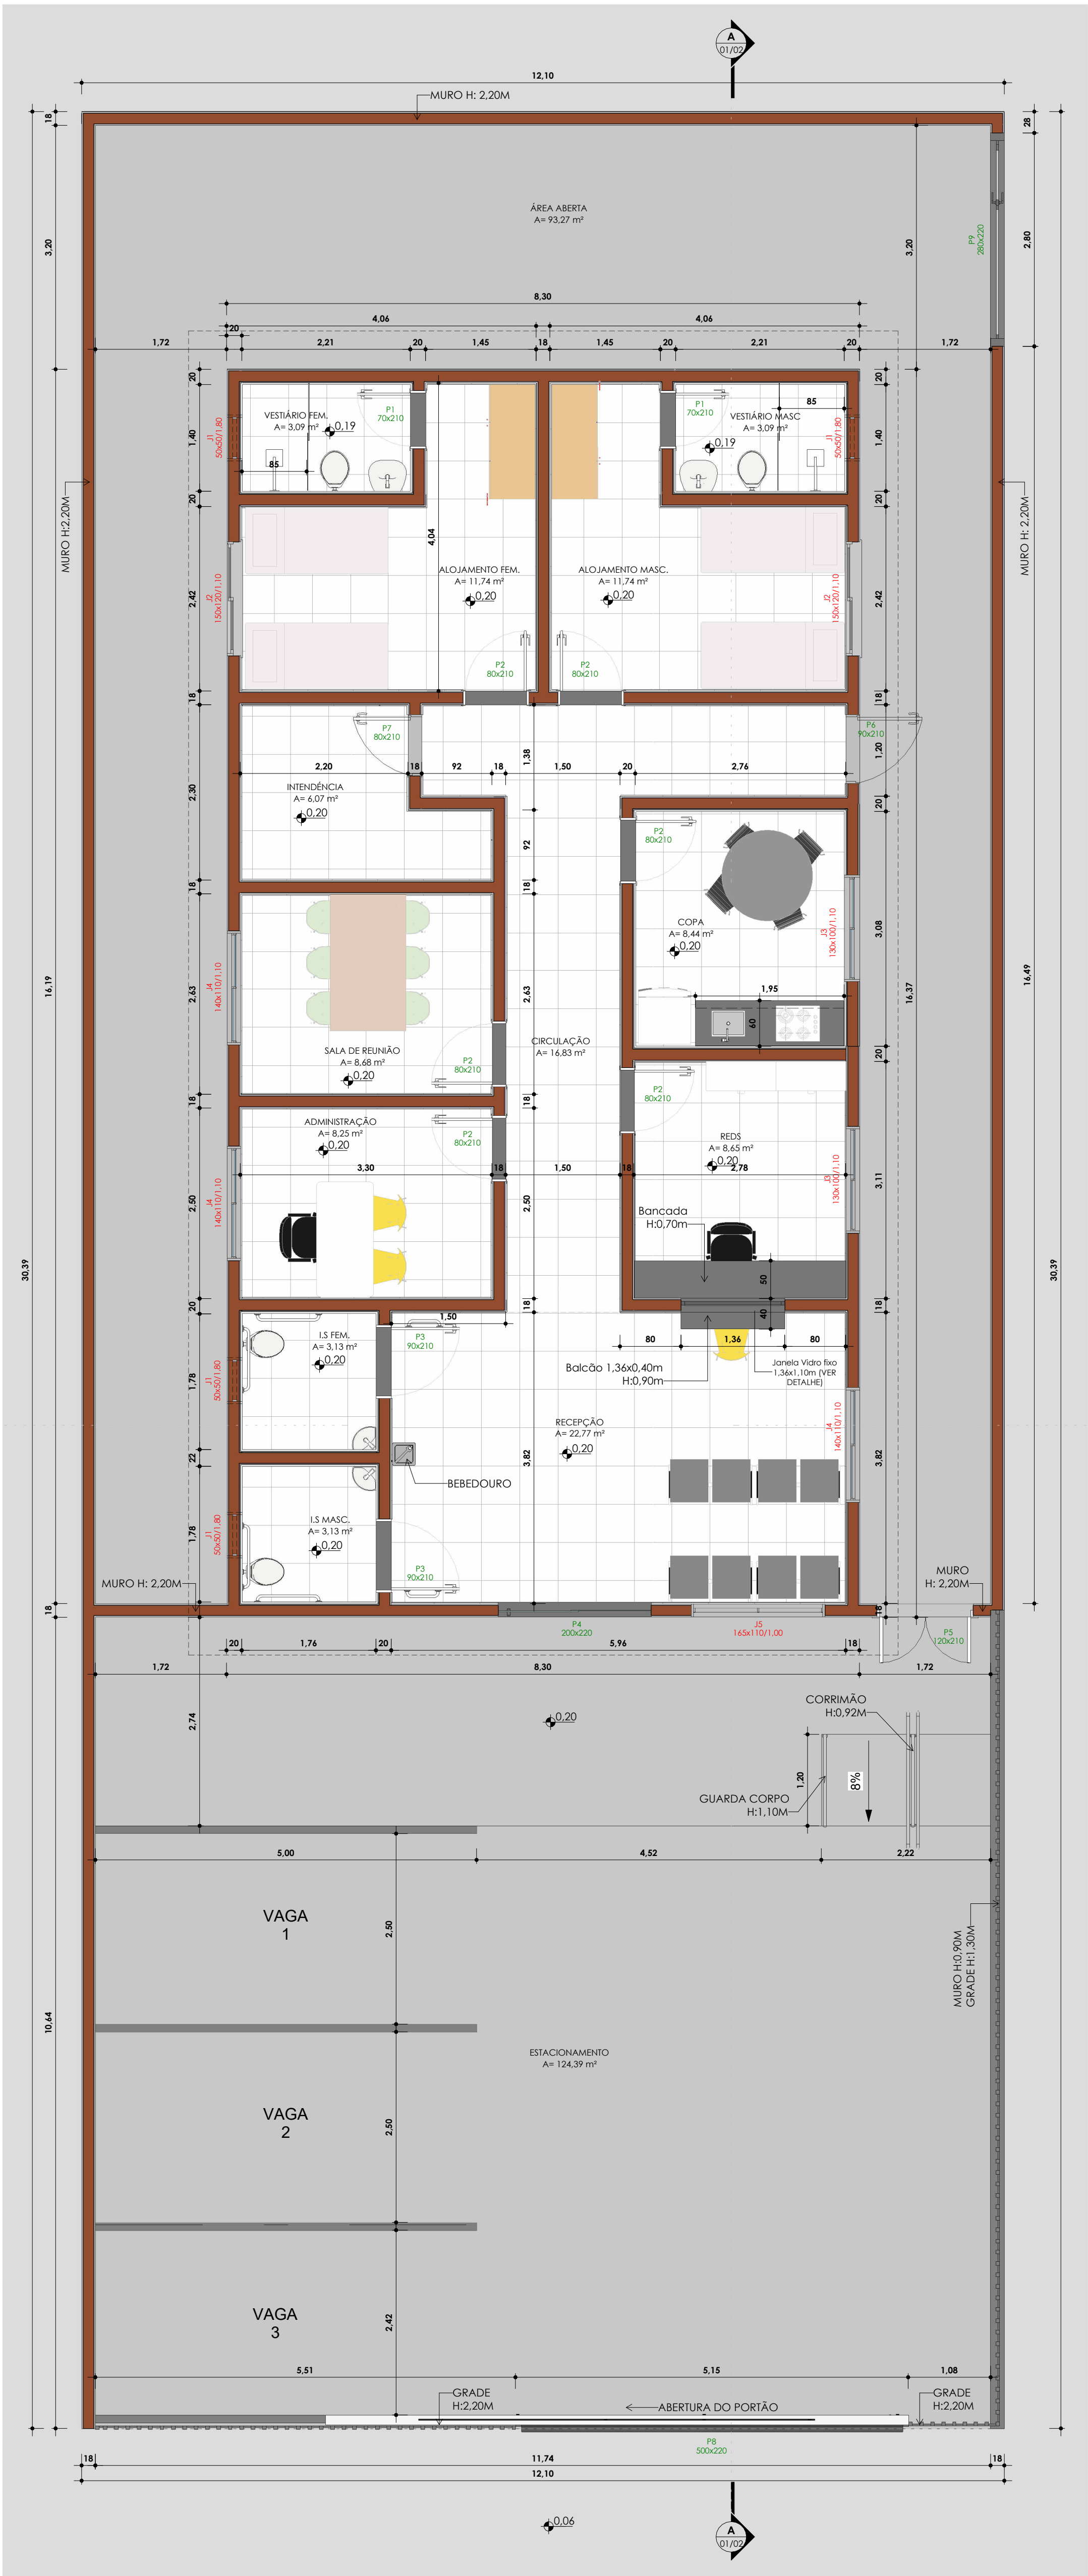 A
01/02
12,10
MURO H: 2,20M
18
28
ÁREA ABERTA
A= 93,27 m²
P9
280x220
3,20
3,20
2,80
8,30
4,06
4,06
20
1,72
2,21
20
1,45
18
1,45
20
2,21
20
1,72
20
20
VESTIÁRIO FEM.
A= 3,09 m²
0,19
P1
70x210
P1
70x210
VESTIÁRIO MASC
A= 3,09 m²
0,19
85
85
J1
50x50/1,80
1,40
J1
50x50/1,80
1,40
20
20
MURO H:2,20M
MURO H: 2,20M
4,04
ALOJAMENTO FEM.
A= 11,74 m²
0,20
ALOJAMENTO MASC.
A= 11,74 m²
0,20
J2
150x120/1,10
2,42
J2
150x120/1,10
2,42
P2
80x210
P2
80x210
18
18
P7
80x210
P6
90x210
1,38
1,20
2,20
18
92
18
1,50
20
2,76
INTENDÊNCIA
A= 6,07 m²
0,20
2,30
20
P2
80x210
92
18
18
COPA
A= 8,44 m²
0,20
J3
130x100/1,10
3,08
1,95
60
16,19
16,37
16,49
J4
140x110/1,10
2,63
2,63
SALA DE REUNIÃO
A= 8,68 m²
0,20
CIRCULAÇÃO
A= 16,83 m²
P2
80x210
20
P2
80x210
18
18
ADMINISTRAÇÃO
A= 8,25 m²
0,20
P2
80x210
REDS
A= 8,65 m²
0,20
3,30
18
1,50
18
2,78
J4
140x110/1,10
2,50
2,50
J3
130x100/1,10
3,11
Bancada
H:0,70m
50
40
30,39
30,39
20
18
18
1,50
I.S FEM.
A= 3,13 m²
0,20
P3
90x210
80
1,36
80
Balcão 1,36x0,40m
H:0,90m
Janela Vidro fixo
1,36x1,10m (VER
DETALHE)
J1
50x50/1,80
1,78
RECEPÇÃO
A= 22,77 m²
0,20
J4
140x110/1,10
3,82
3,82
22
BEBEDOURO
I.S MASC.
A= 3,13 m²
0,20
J1
50x50/1,80
1,78
P3
90x210
MURO H: 2,20M
MURO
H: 2,20M
18
18
P4
200x220
J5
165x110/1,00
P5
120x210
20
1,76
20
5,96
18
1,72
8,30
1,72
2,74
0,20
CORRIMÃO
H:0,92M
1,20
8%
GUARDA CORPO
H:1,10M
5,00
4,52
2,22
VAGA
1
2,50
MURO H:0,90M
GRADE H:1,30M
10,64
ESTACIONAMENTO
A= 124,39 m²
VAGA
2
2,50
VAGA
3
2,42
5,51
5,15
1,08
GRADE
H:2,20M
ABERTURA DO PORTÃO
GRADE
H:2,20M
P8
500x220
18
11,74
18
12,10
0,06
A
01/02